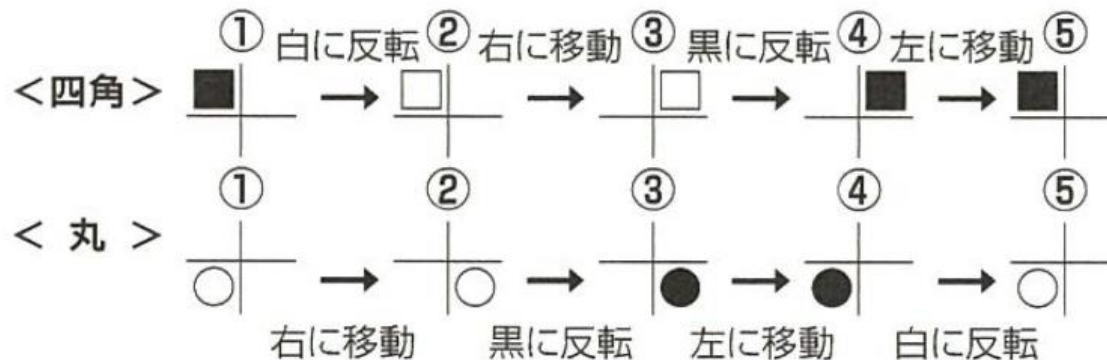 ① 白に反転 ② 右に移動 ③ 黒に反転 ④ 左に移動 ⑤
＜四角＞
① ② ③ ④ ⑤
＜ 丸 ＞
右に移動 黒に反転 左に移動 白に反転